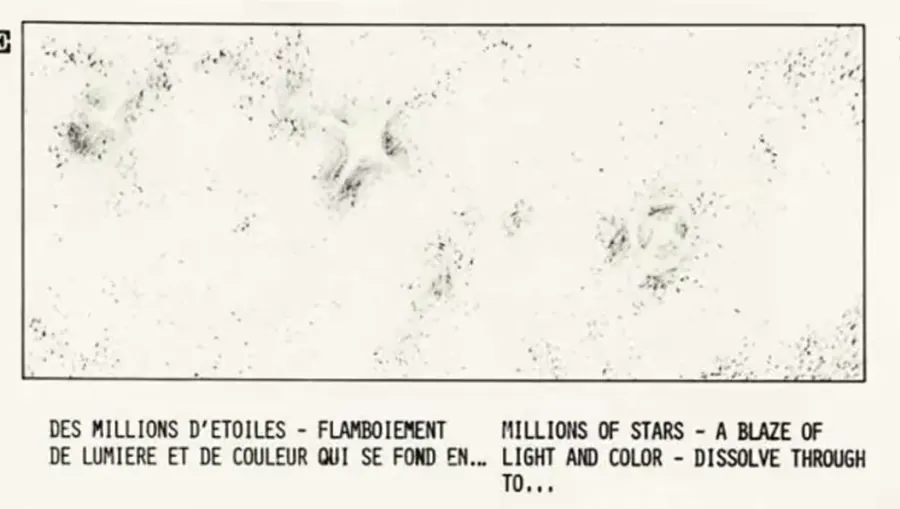 DES MILLIONS D'ETOILES - FLAMBOIEMENT
DE LUMIERE ET DE COULEUR QUI SE FOND EN...
MILLIONS OF STARS - A BLAZE OF
LIGHT AND COLOR - DISSOLVE THROUGH
TO...